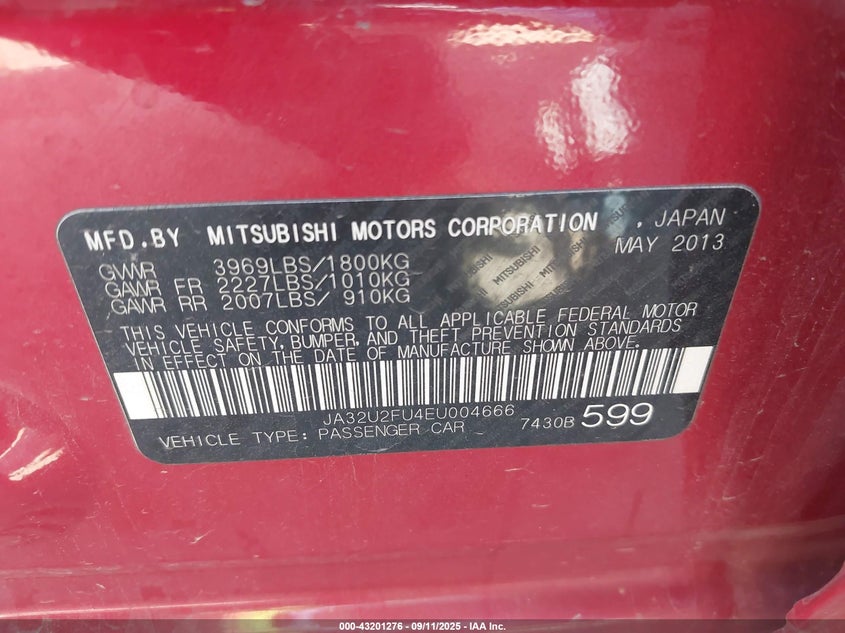 MFD.BY MITSUBISHI MOTORS CORPORATION , JAPAN
MAY 2013
GVWR 3969LBS/1800KG
GAWR FR 2227LBS/1010KG
GAWR RR 2007LBS/ 910KG
THIS VEHICLE CONFORMS TO ALL APPLICABLE FEDERAL MOTOR
VEHICLE SAFETY, BUMPER, AND THEFT PREVENTION STANDARDS
IN EFFECT ON THE DATE OF MANUFACTURE SHOWN ABOVE.
JA32U2FU4EU004666
VEHICLE TYPE: PASSENGER CAR 7430B 599
000-43201276 - 09/11/2025 - IAA Inc.